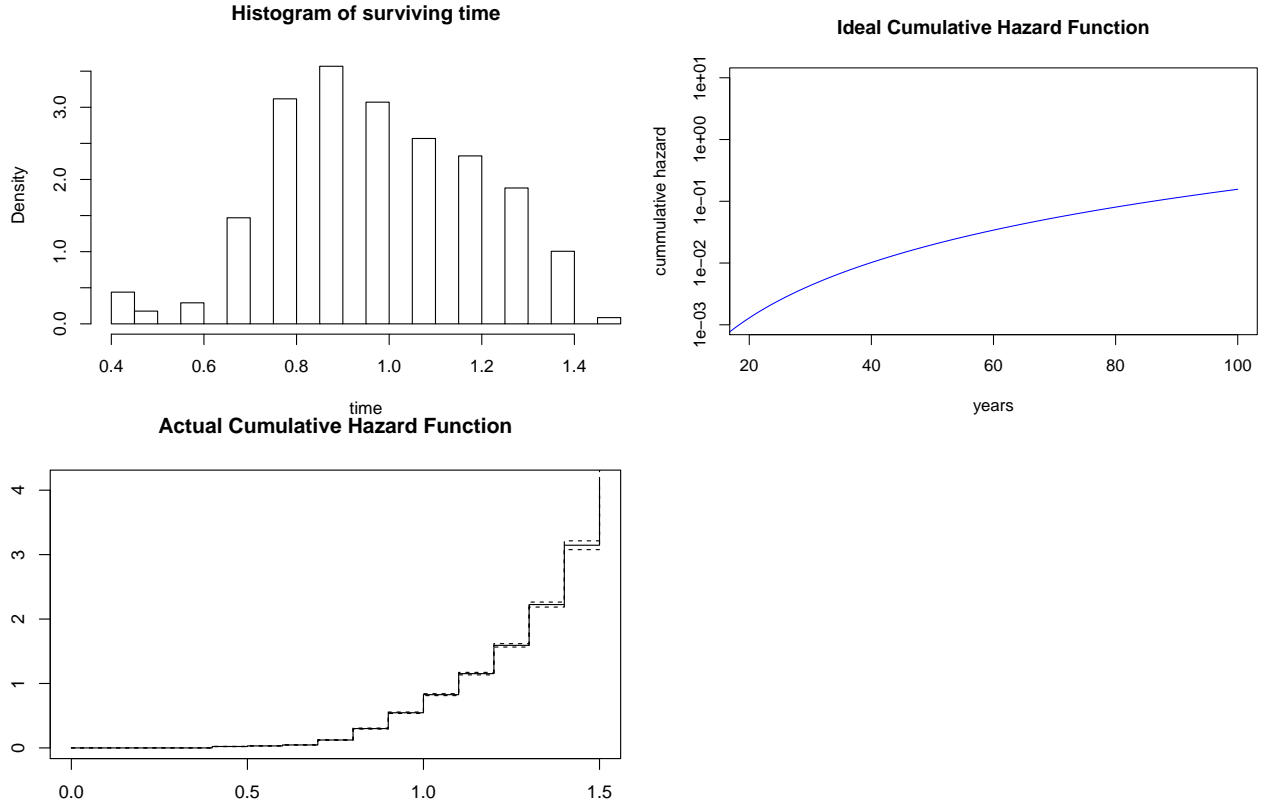 Histogram of surviving time
Density
0.0
1.0
2.0
3.0
0.4 0.6 0.8 1.0 1.2 1.4
time
Ideal Cumulative Hazard Function
cummulative hazard
1e-03 1e-02 1e-01 1e+00 1e+01
20 40 60 80 100
years
Actual Cumulative Hazard Function
0 1 2 3 4
0.0 0.5 1.0 1.5